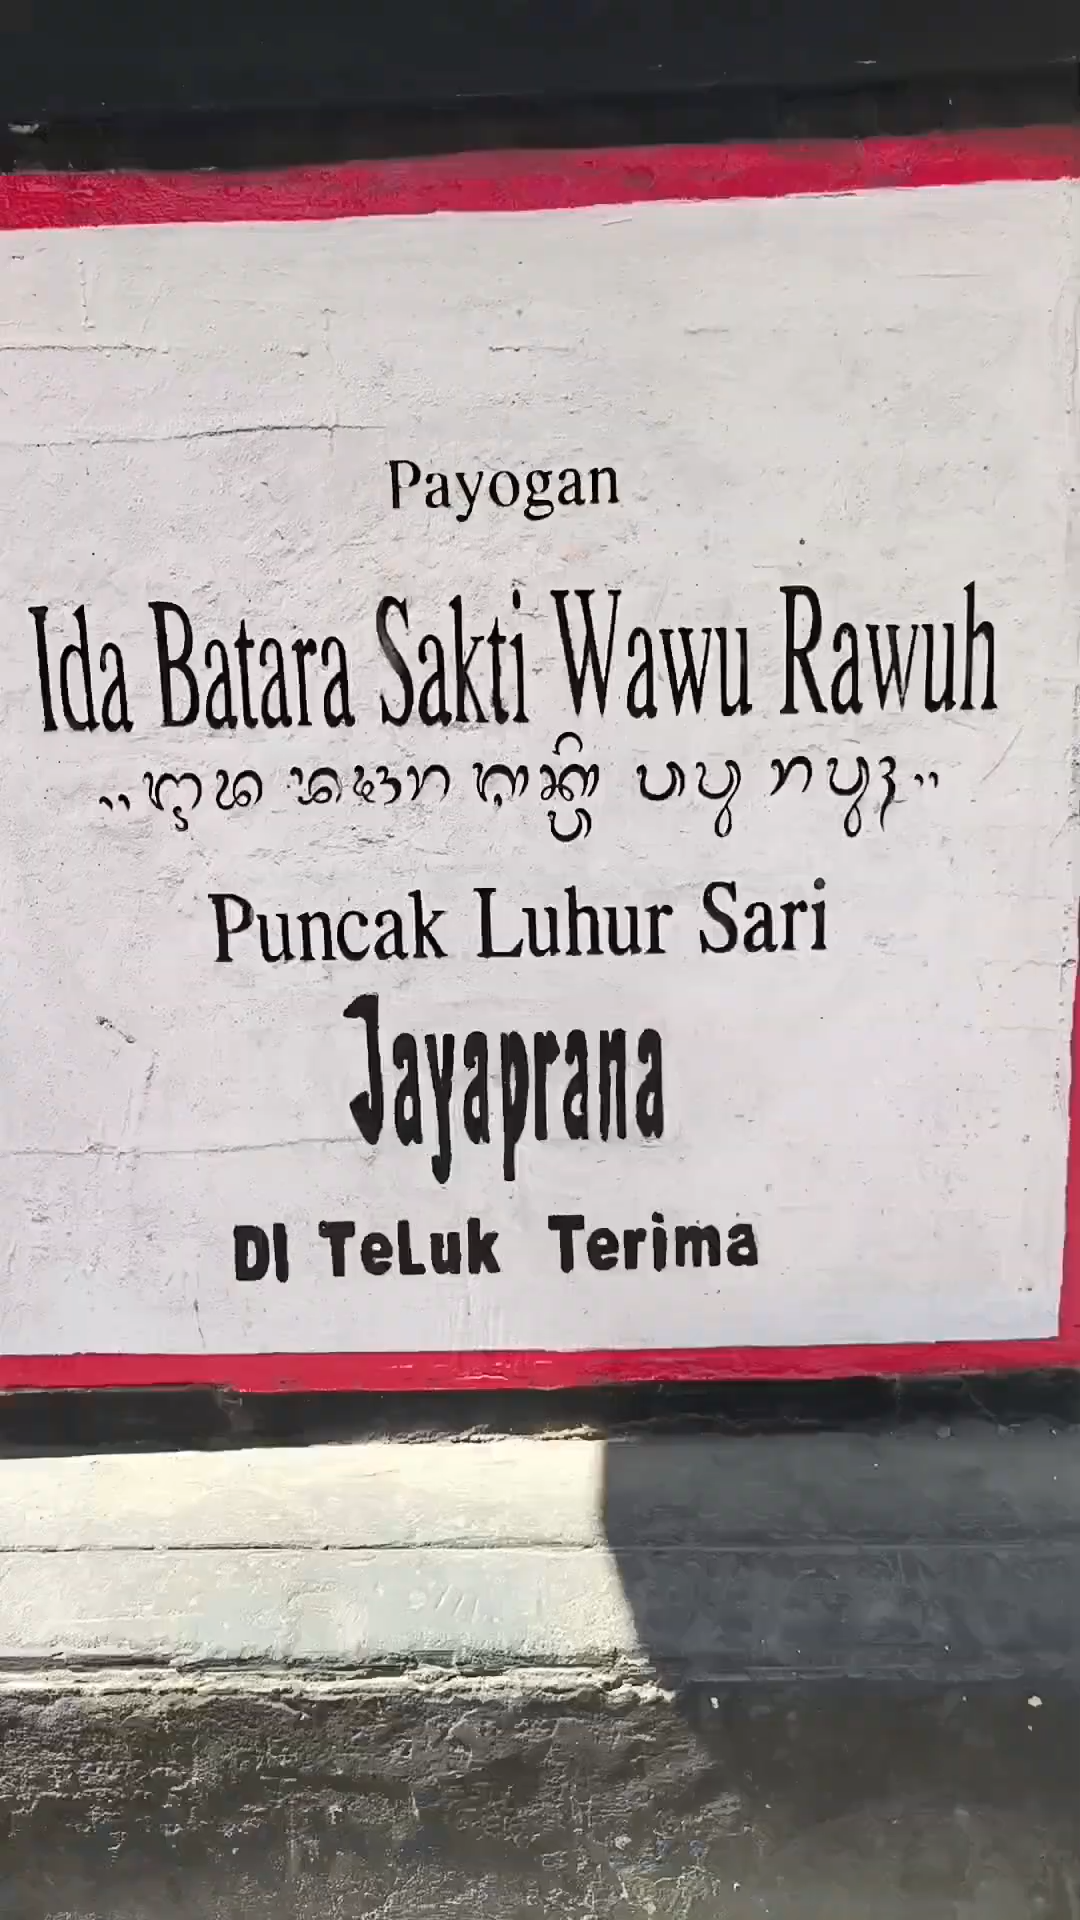 Payogan
Ida Batara Sakti Wawu Rawuh
Puncak Luhur Sari
Jayaprana
DI TeLuk Terima